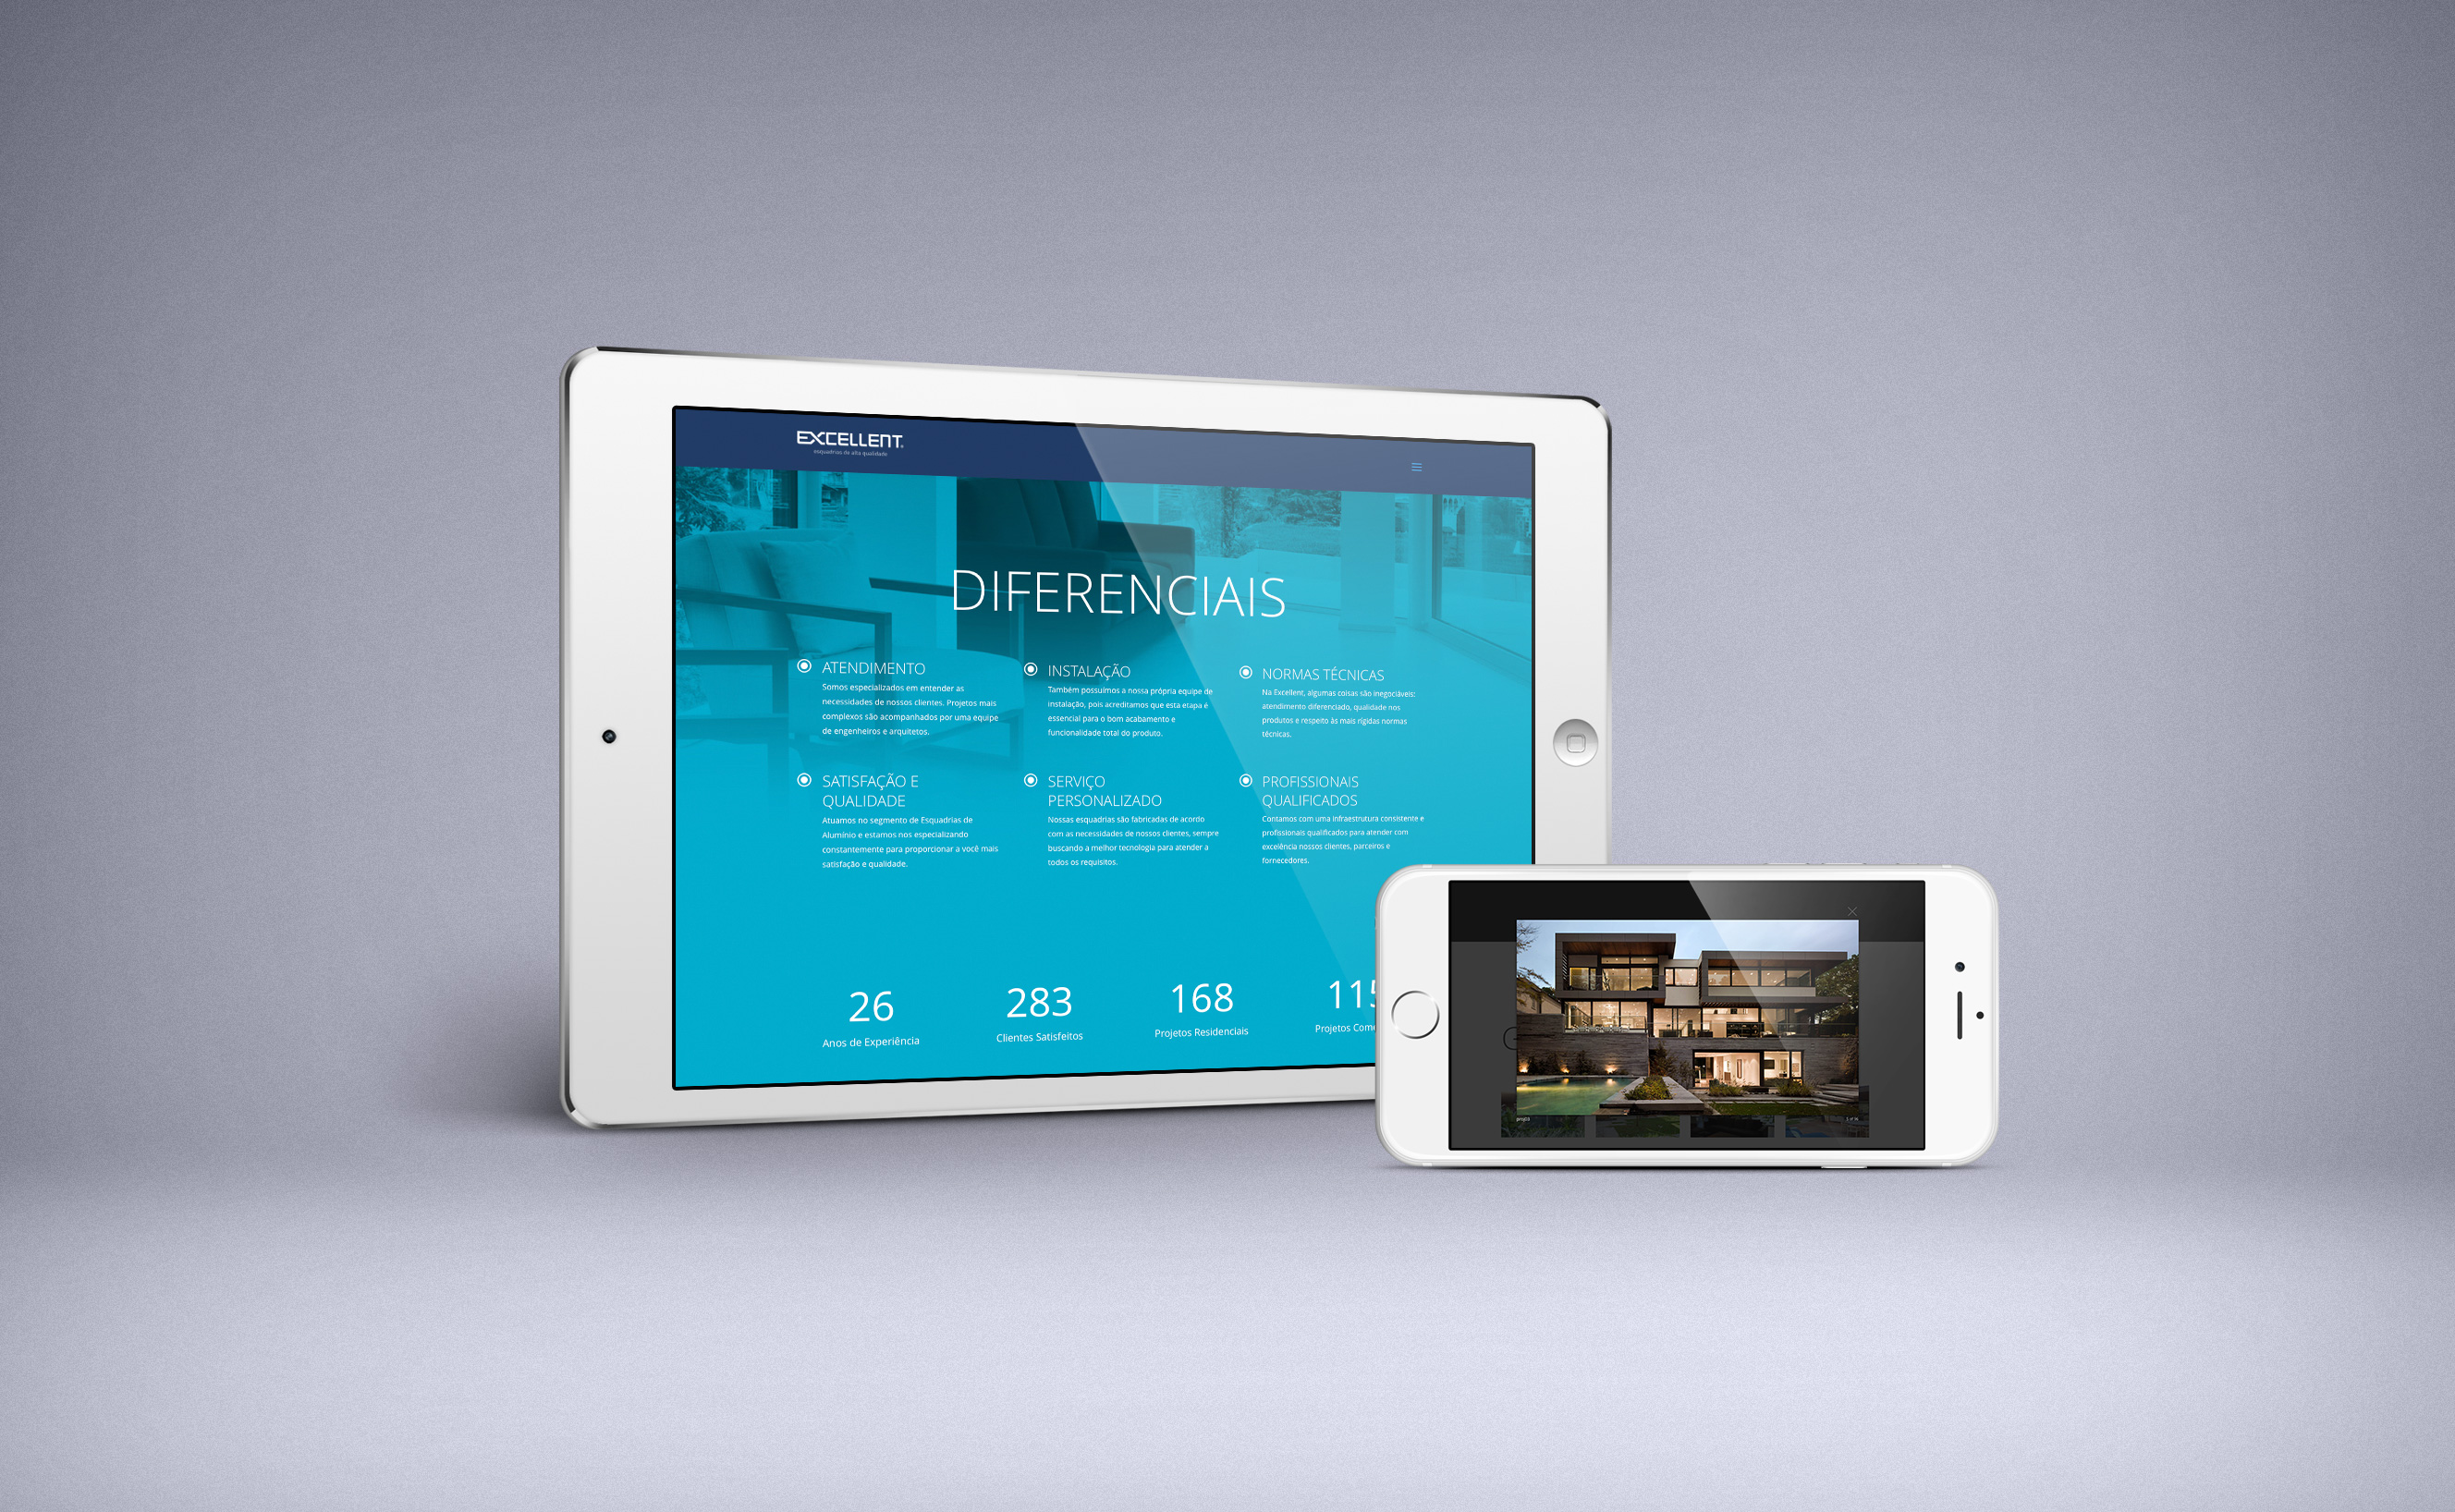 EXCELLENT
esquadrias de alta qualidade
DIFERENCIAIS
ATENDIMENTO
Somos especializados em entender as
necessidades de nossos clientes. Projetos mais
complexos são acompanhados por uma equipe
de engenheiros e arquitetos.
INSTALAÇÃO
Também possuímos a nossa própria equipe de
instalação, pois acreditamos que esta etapa é
essencial para o bom acabamento e
funcionalidade total do produto.
NORMAS TÉCNICAS
Na Excellent, algumas coisas são inegociáveis:
atendimento diferenciado, qualidade nos
produtos e respeito às mais rígidas normas
técnicas.
SATISFAÇÃO E
QUALIDADE
Atuamos no segmento de Esquadrias de
Alumínio e estamos nos especializando
constantemente para proporcionar a você mais
satisfação e qualidade.
SERVIÇO
PERSONALIZADO
Nossas esquadrias são fabricadas de acordo
com as necessidades de nossos clientes, sempre
buscando a melhor tecnologia para atender a
todos os requisitos.
PROFISSIONAIS
QUALIFICADOS
Contamos com uma infraestrutura consistente e
profissionais qualificados para atender com
excelência nossos clientes, parceiros e
fornecedores.
26
Anos de Experiência
283
Clientes Satisfeitos
168
Projetos Residenciais
115
Projetos Come